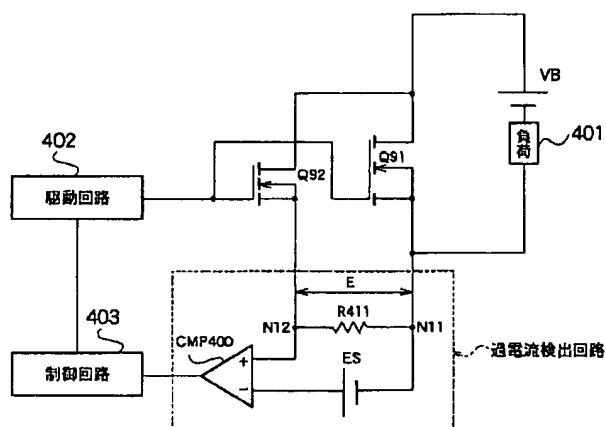 VB
402
負荷
401
Q91
Q92
駆動回路
E
R411
N12
N11
403
CMP400
ES
過電流検出回路
制御回路
+
−